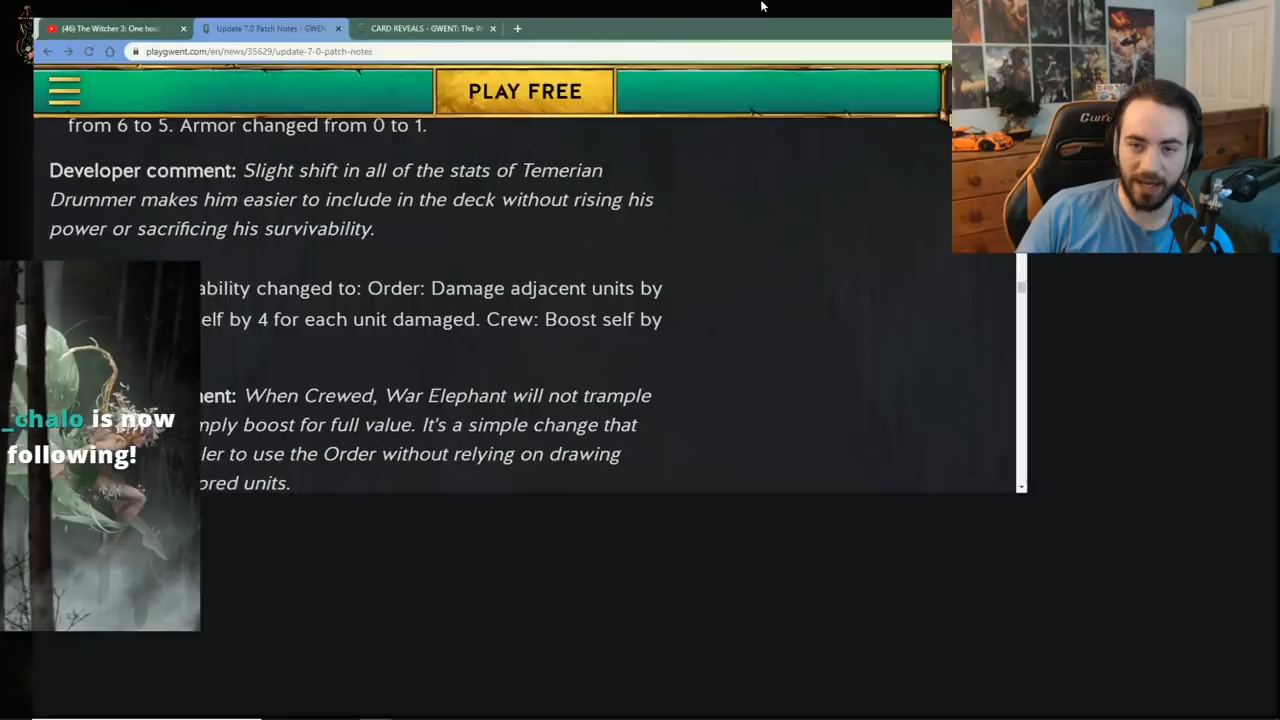 (46) The Witcher 3: One hou
Update 7.0 Patch Notes - GWEN
CARD REVEALS - GWENT: The W
playgwent.com/en/news/35629/update-7-0-patch-notes
PLAY FREE
from 6 to 5. Armor changed from 0 to 1.
Developer comment: Slight shift in all of the stats of Temerian
Drummer makes him easier to include in the deck without rising his
power or sacrificing his survivability.
ability changed to: Order: Damage adjacent units by
elf by 4 for each unit damaged. Crew: Boost self by
ent: When Crewed, War Elephant will not trample
mply boost for full value. It's a simple change that
ler to use the Order without relying on drawing
ored units.
_chalo is now
following!